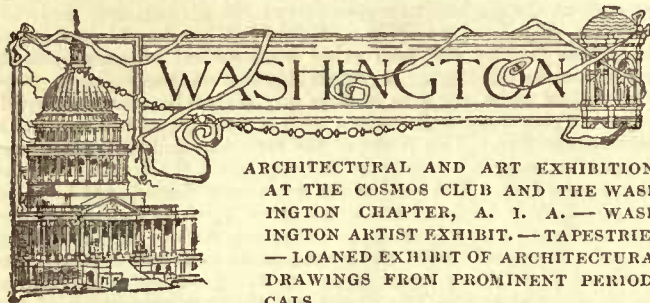 WASHINGTON
ARCHITECTURAL AND ART EXHIBITION
AT THE COSMOS CLUB AND THE WASH
INGTON CHAPTER, A. I. A. — WASH
INGTON ARTIST EXHIBIT. — TAPESTRIE
— LOANED EXHIBIT OF ARCHITECTURA
DRAWINGS FROM PROMINENT PERIOD
CALS.